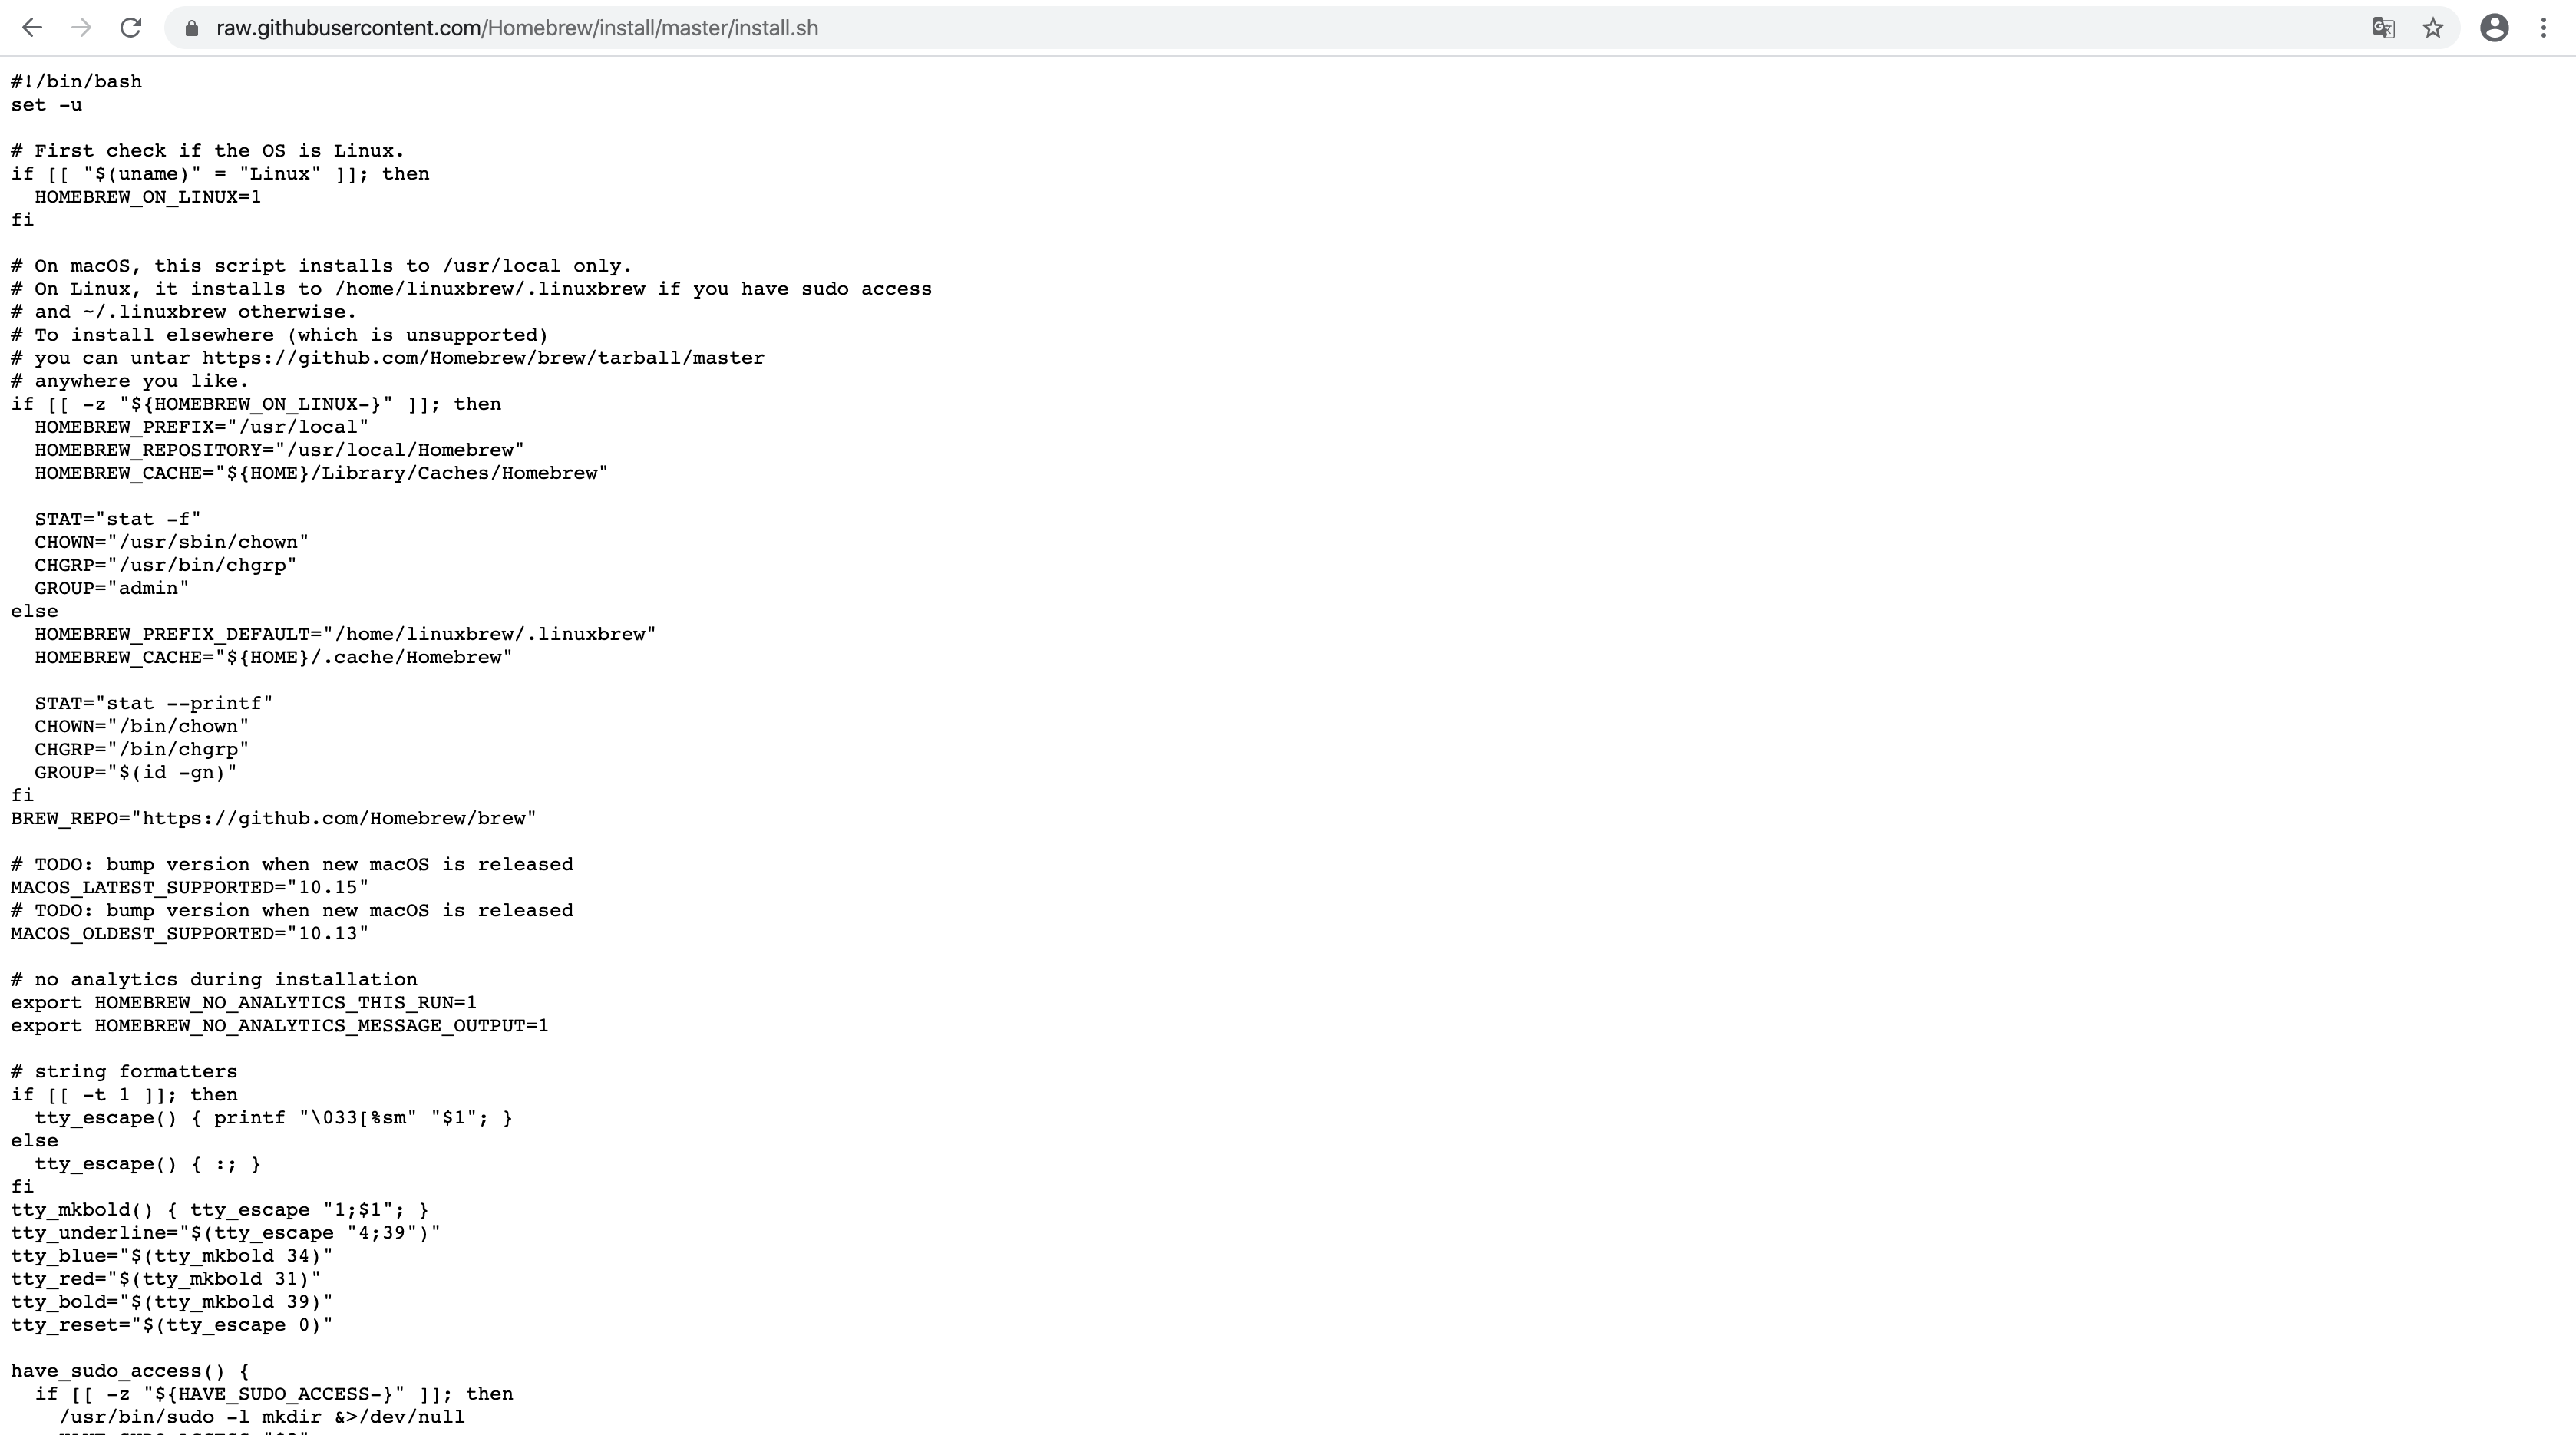 raw.githubusercontent.com/Homebrew/install/master/install.sh
#!/bin/bash
set -u

# First check if the OS is Linux.
if [[ "$(uname)" = "Linux" ]]; then
  HOMEBREW_ON_LINUX=1
fi

# On macOS, this script installs to /usr/local only.
# On Linux, it installs to /home/linuxbrew/.linuxbrew if you have sudo access
# and ~/.linuxbrew otherwise.
# To install elsewhere (which is unsupported)
# you can untar https://github.com/Homebrew/brew/tarball/master
# anywhere you like.
if [[ -z "${HOMEBREW_ON_LINUX-}" ]]; then
  HOMEBREW_PREFIX="/usr/local"
  HOMEBREW_REPOSITORY="/usr/local/Homebrew"
  HOMEBREW_CACHE="${HOME}/Library/Caches/Homebrew"

  STAT="stat -f"
  CHOWN="/usr/sbin/chown"
  CHGRP="/usr/bin/chgrp"
  GROUP="admin"
else
  HOMEBREW_PREFIX_DEFAULT="/home/linuxbrew/.linuxbrew"
  HOMEBREW_CACHE="${HOME}/.cache/Homebrew"

  STAT="stat --printf"
  CHOWN="/bin/chown"
  CHGRP="/bin/chgrp"
  GROUP="$(id -gn)"
fi
BREW_REPO="https://github.com/Homebrew/brew"

# TODO: bump version when new macOS is released
MACOS_LATEST_SUPPORTED="10.15"
# TODO: bump version when new macOS is released
MACOS_OLDEST_SUPPORTED="10.13"

# no analytics during installation
export HOMEBREW_NO_ANALYTICS_THIS_RUN=1
export HOMEBREW_NO_ANALYTICS_MESSAGE_OUTPUT=1

# string formatters
if [[ -t 1 ]]; then
  tty_escape() { printf "\033[%sm" "$1"; }
else
  tty_escape() { :; }
fi
tty_mkbold() { tty_escape "1;$1"; }
tty_underline="$(tty_escape "4;39")"
tty_blue="$(tty_mkbold 34)"
tty_red="$(tty_mkbold 31)"
tty_bold="$(tty_mkbold 39)"
tty_reset="$(tty_escape 0)"

have_sudo_access() {
  if [[ -z "${HAVE_SUDO_ACCESS-}" ]]; then
    /usr/bin/sudo -l mkdir &>/dev/null